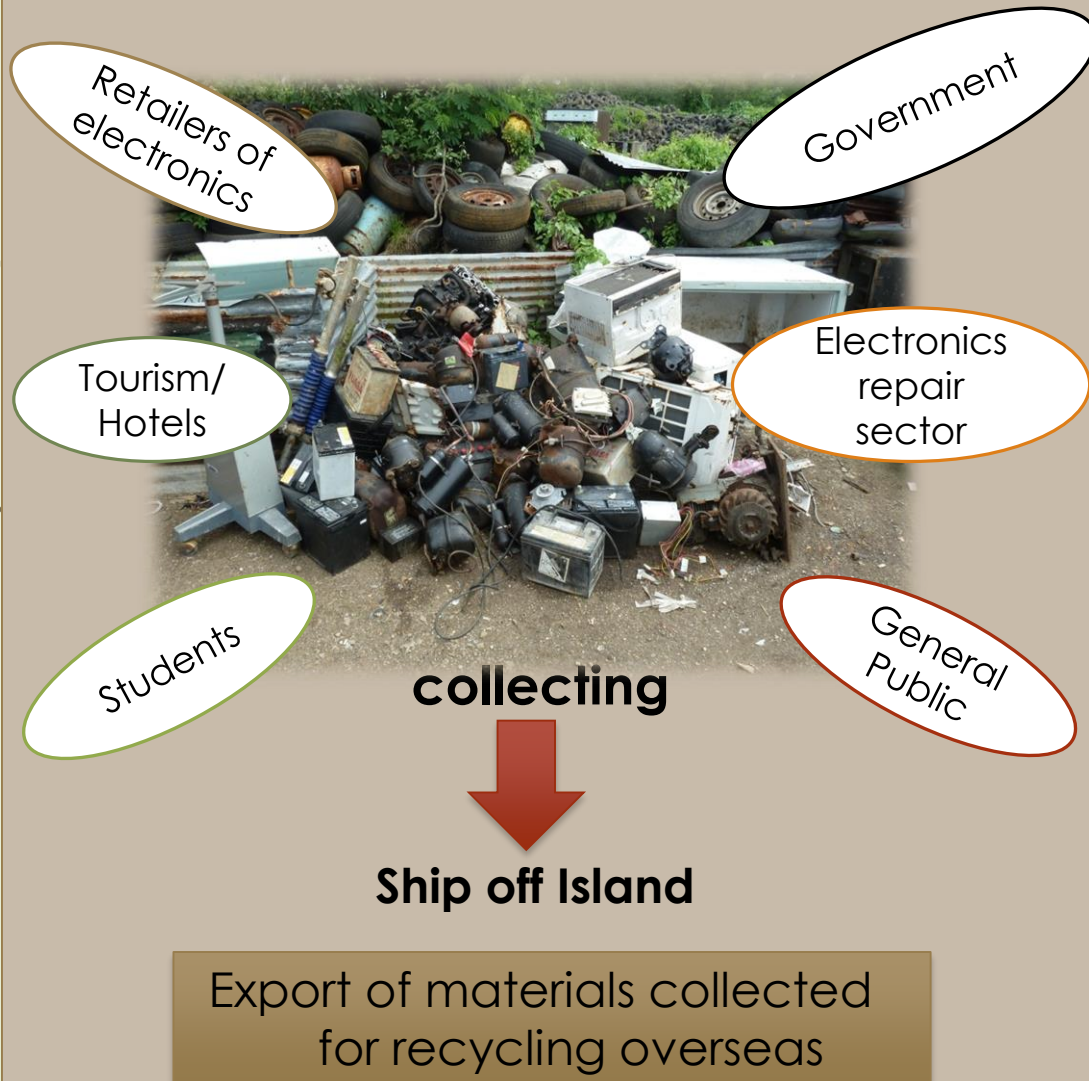 Retailers of
electronics
Government
Tourism/
Hotels
Electronics
repair
sector
Students
General
Public
collecting
Ship off Island
Export of materials collected
for recycling overseas